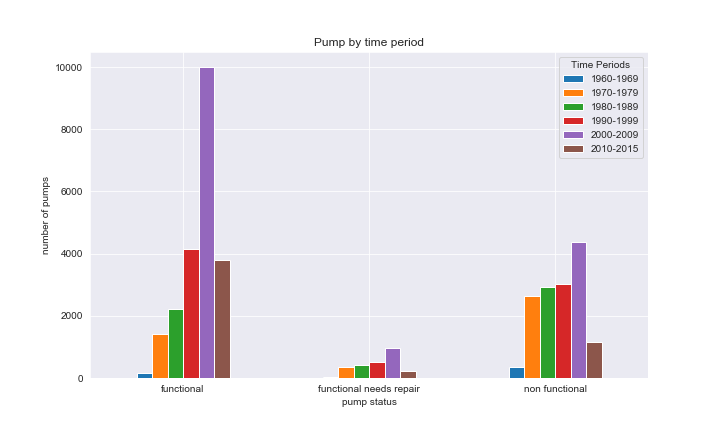 Pump by time period
Time Periods
1960-1969
1970-1979
1980-1989
1990-1999
2000-2009
2010-2015
number of pumps
10000
8000
6000
4000
2000
0
functional
functional needs repair
non functional
pump status